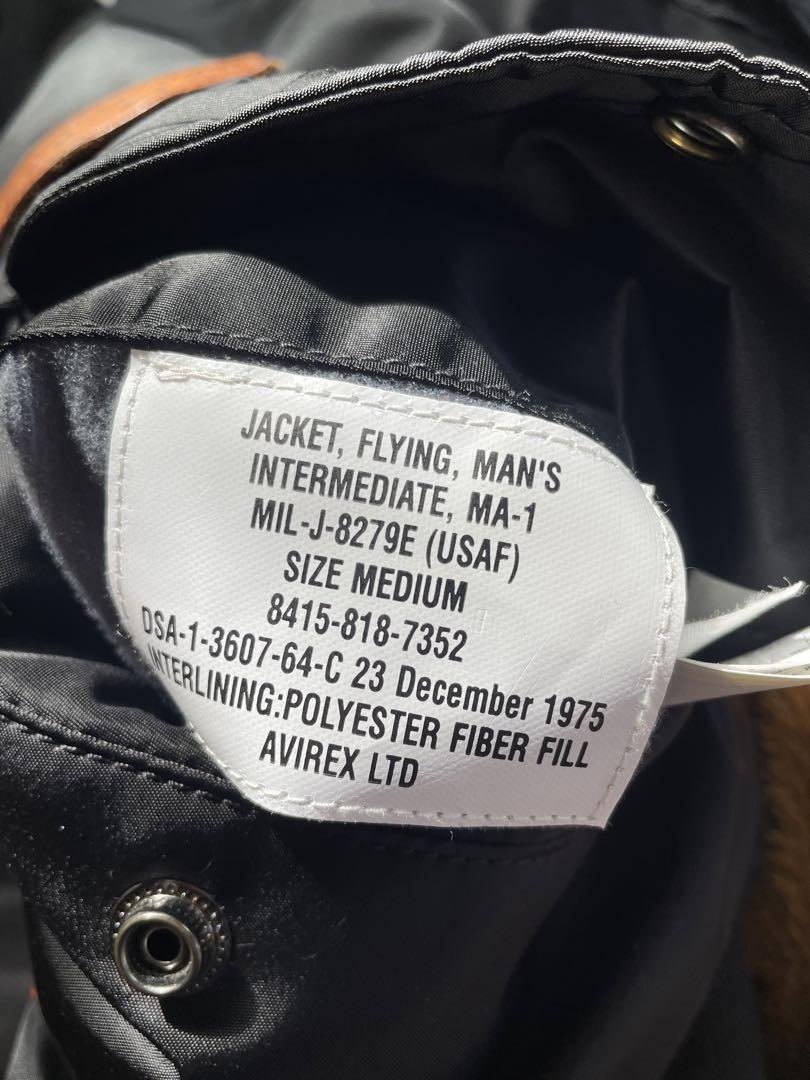 JACKET, FLYING, MAN'S
INTERMEDIATE, MA-1
MIL-J-8279E (USAF)
SIZE MEDIUM
8415-818-7352
DSA-1-3607-64-C 23 December 1975
INTERLINING:POLYESTER FIBER FILL
AVIREX LTD